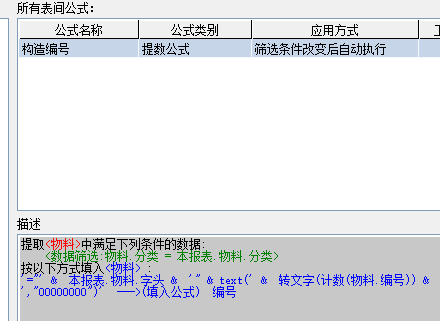 所有表间公式:
公式名称 公式类别 应用方式
构造编号 提数公式 筛选条件改变后自动执行
描述
提取<物料>中满足下列条件的数据:
<数据筛选:物料.分类 = 本报表.物料.分类>
按以下方式填入<物料> :
'="' & 本报表.物料.字头 & '" & text(' & 转文字(计数(物料.编号)) &
',"00000000")' --->(填入公式) 编号